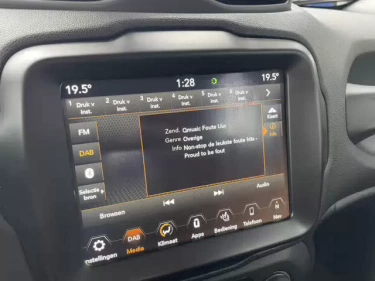 19.5° 1:28 19.5°
1 Druk v inst. 2 Druk v inst. 3 Druk v inst. 4 Druk v inst. 5 Druk v inst. 6 Druk v inst.
FM
Zend. Qmusic Foute Uur
Genre Overige
DAB
Info Non-stop de leukste foute hits -
Proud to be fout
Selectie bron
Browsen Audio
nstellingen DAB Media Klimaat Apps Bediening Telefoon Nav